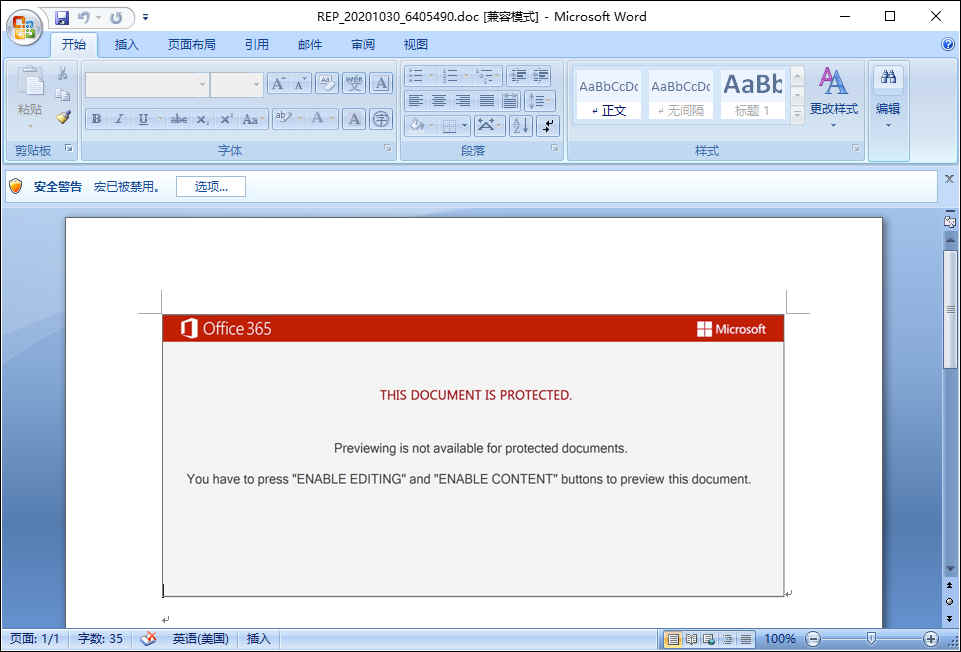 REP_20201030_6405490.doc [兼容模式] - Microsoft Word
开始 插入 页面布局 引用 邮件 审阅 视图
粘贴
B I U abc X₂ X² Aa
AaBbCcDc AaBbCcDc AaBb
正文 无间隔 标题 1
更改样式
编辑
剪贴板 字体 段落 样式
安全警告 宏已被禁用。 选项...
Office 365 Microsoft
THIS DOCUMENT IS PROTECTED.
Previewing is not available for protected documents.
You have to press "ENABLE EDITING" and "ENABLE CONTENT" buttons to preview this document.
页面: 1/1 字数: 35 英语(美国) 插入 100%